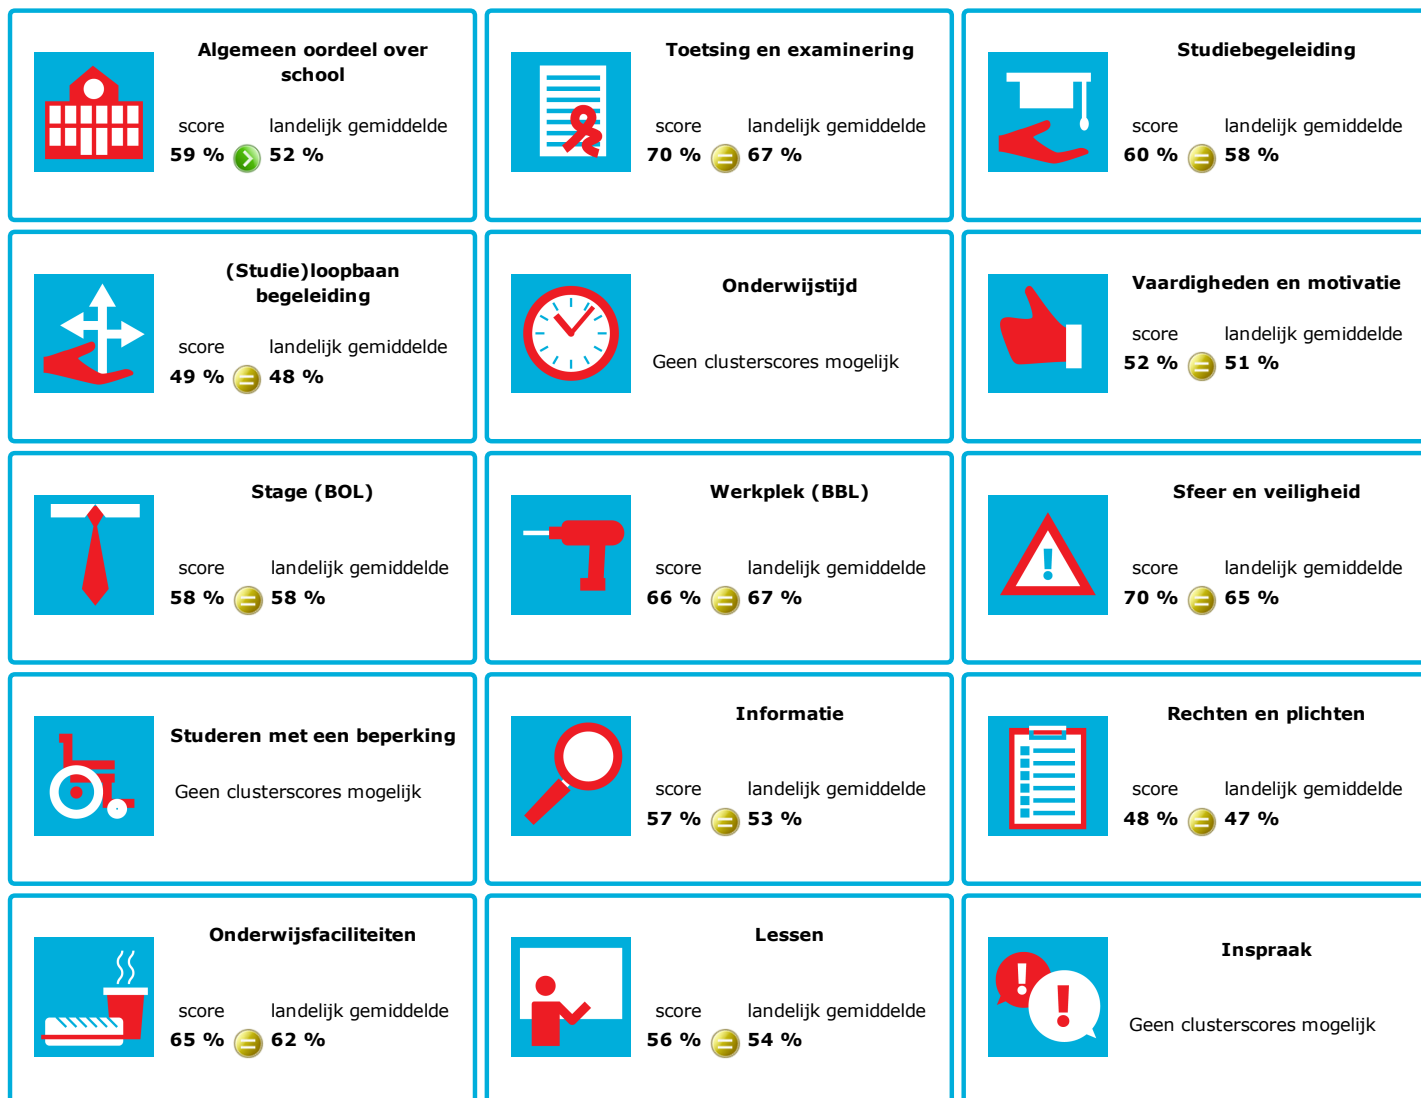 Algemeen oordeel over
school
score landelijk gemiddelde
59 % 52 %
Toetsing en examinering
score landelijk gemiddelde
70 % = 67 %
Studiebegeleiding
score landelijk gemiddelde
60 % = 58 %
(Studie)loopbaan
begeleiding
score landelijk gemiddelde
49 % = 48 %
Onderwijstijd
Geen clusterscores mogelijk
Vaardigheden en motivatie
score landelijk gemiddelde
52 % = 51 %
Stage (BOL)
score landelijk gemiddelde
58 % = 58 %
Werkplek (BBL)
score landelijk gemiddelde
66 % = 67 %
Sfeer en veiligheid
score landelijk gemiddelde
70 % = 65 %
Studeren met een beperking
Geen clusterscores mogelijk
Informatie
score landelijk gemiddelde
57 % = 53 %
Rechten en plichten
score landelijk gemiddelde
48 % = 47 %
Onderwijsfaciliteiten
score landelijk gemiddelde
65 % = 62 %
Lessen
score landelijk gemiddelde
56 % = 54 %
Inspraak
Geen clusterscores mogelijk